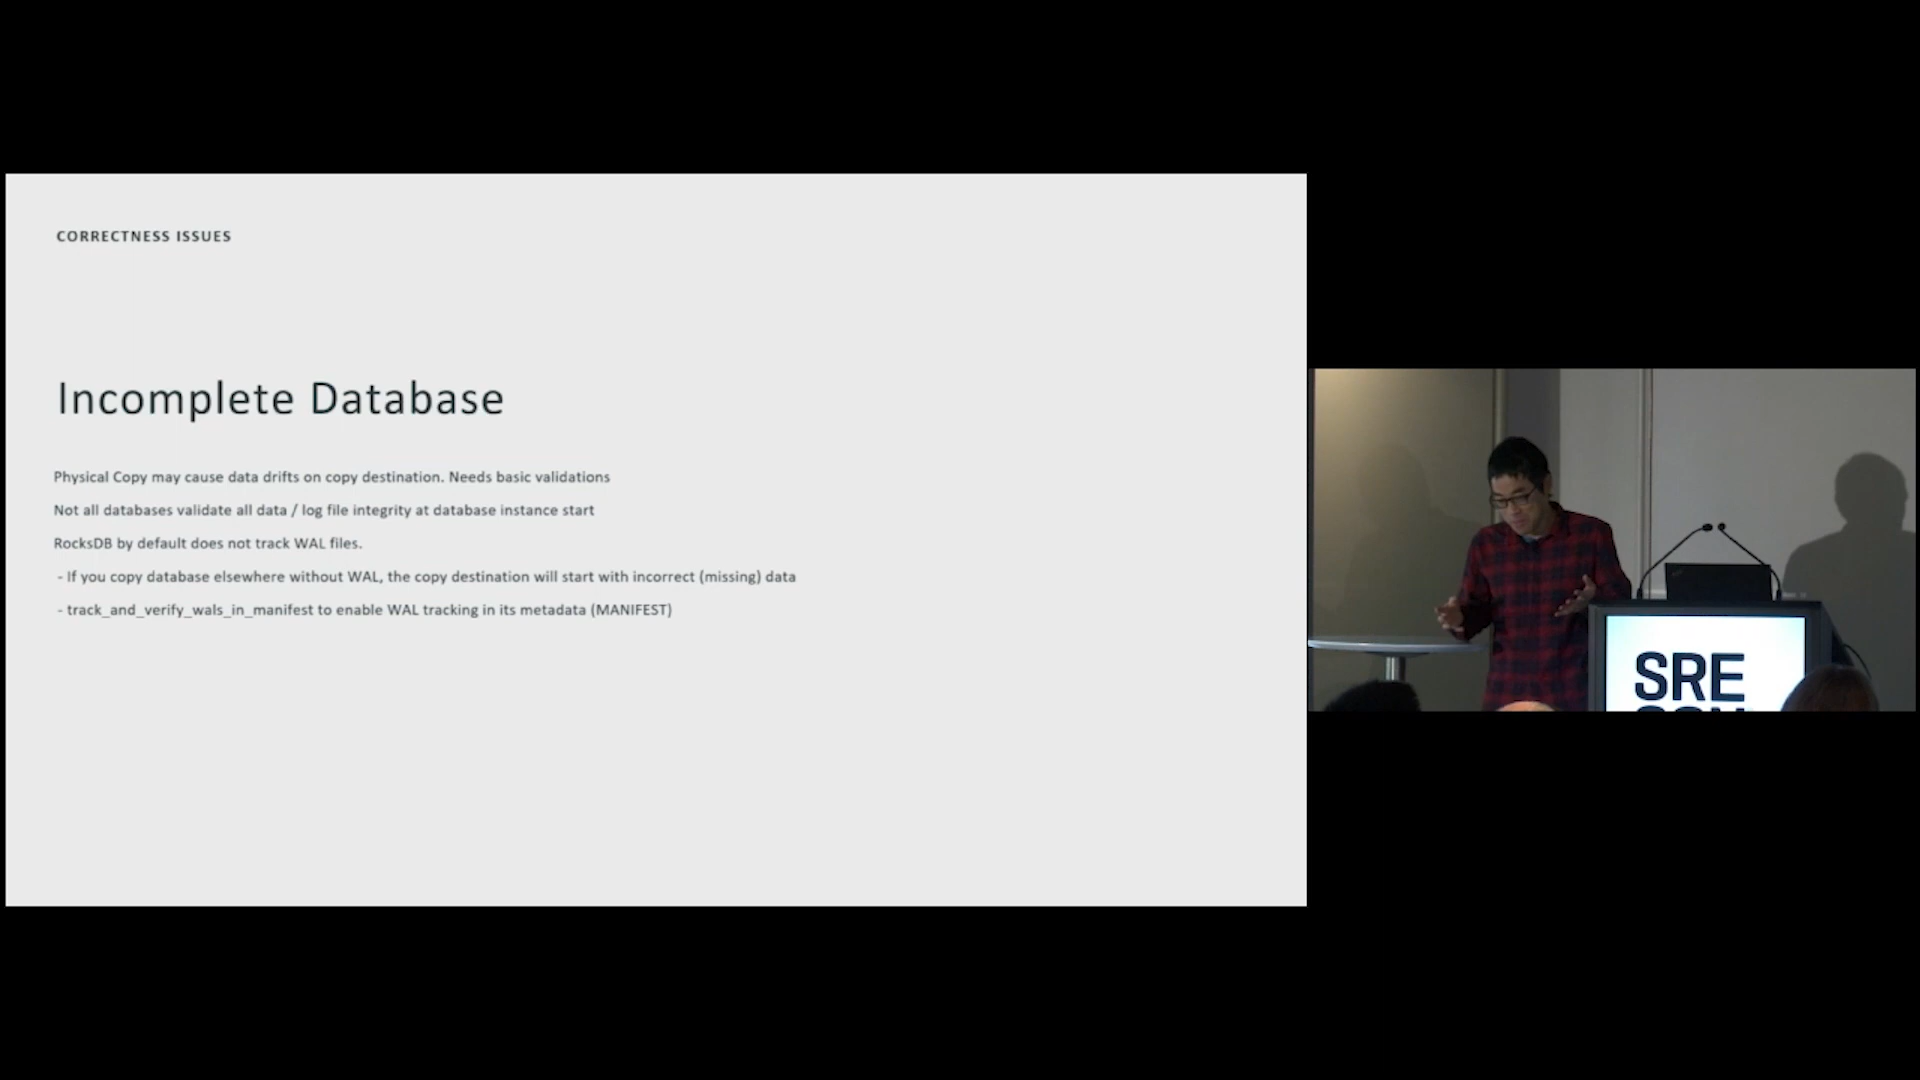 CORRECTNESS ISSUES
Incomplete Database
Physical Copy may cause data drifts on copy destination. Needs basic validations
Not all databases validate all data / log file integrity at database instance start
RocksDB by default does not track WAL files.
- If you copy database elsewhere without WAL, the copy destination will start with incorrect (missing) data
- track_and_verify_wals_in_manifest to enable WAL tracking in its metadata (MANIFEST)
SRE